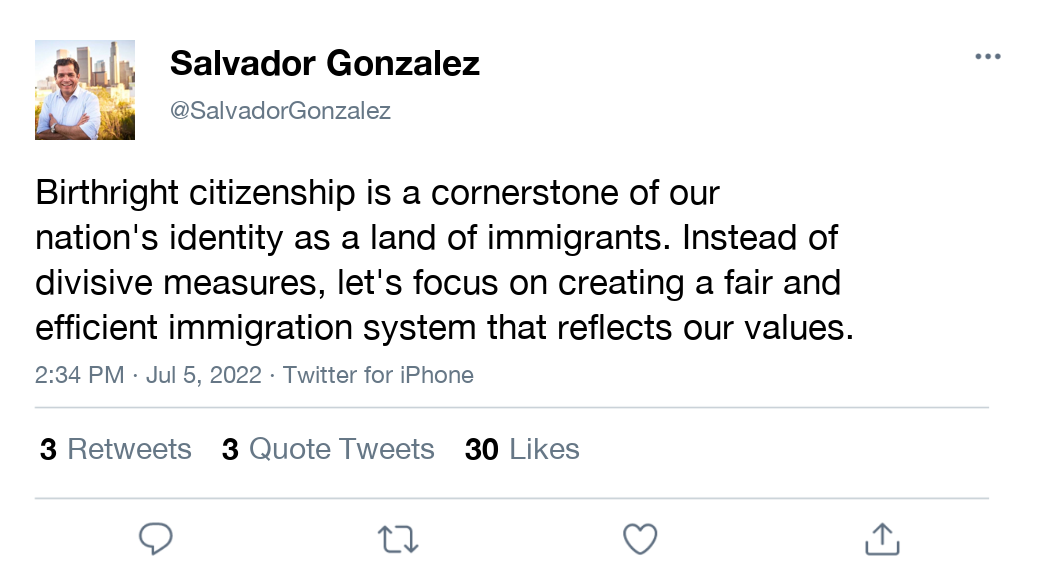 Salvador Gonzalez
@SalvadorGonzalez
Birthright citizenship is a cornerstone of our
nation's identity as a land of immigrants. Instead of
divisive measures, let's focus on creating a fair and
efficient immigration system that reflects our values.
2:34 PM · Jul 5, 2022 · Twitter for iPhone
3 Retweets 3 Quote Tweets 30 Likes